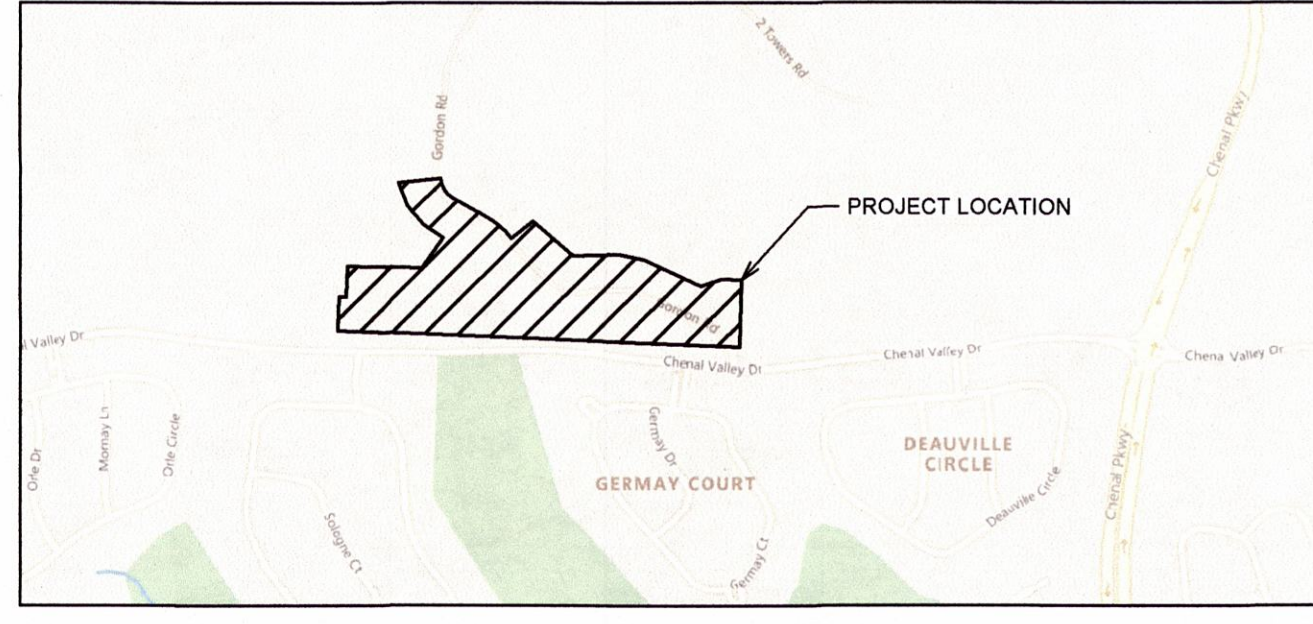 2 Towers Rd
Gordon Rd
Chenal Pkwy
PROJECT LOCATION
Gordon Rd
l Valley Dr
Chenal Valley Dr
Chenal Valley Dr
Chena Valley Dr
Orle Dr
Mornay Ln
Orle Circle
Germay Dr
DEAUVILLE
CIRCLE
GERMAY COURT
Chenal Pkwy
Deauville Circle
Sologne Ct
Germay Ct